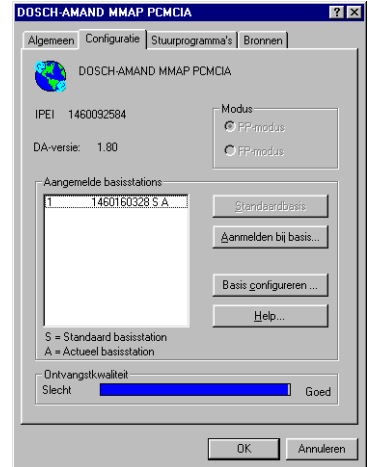 DOSCH-AMAND MMAP PCMCIA
Algemeen Configuratie Stuurprogramma's Bronnen
DOSCH-AMAND MMAP PCMCIA
IPEI 1460092584
DA-versie: 1.80
Modus
PP-modus
FP-modus
Aangemelde basisstations
1 1460160328 S A
Standaardbasis
Aanmelden bij basis...
Basis configureren ...
Help...
S = Standaard basisstation
A = Actueel basisstation
Ontvangstkwaliteit
Slecht Goed
OK Annuleren